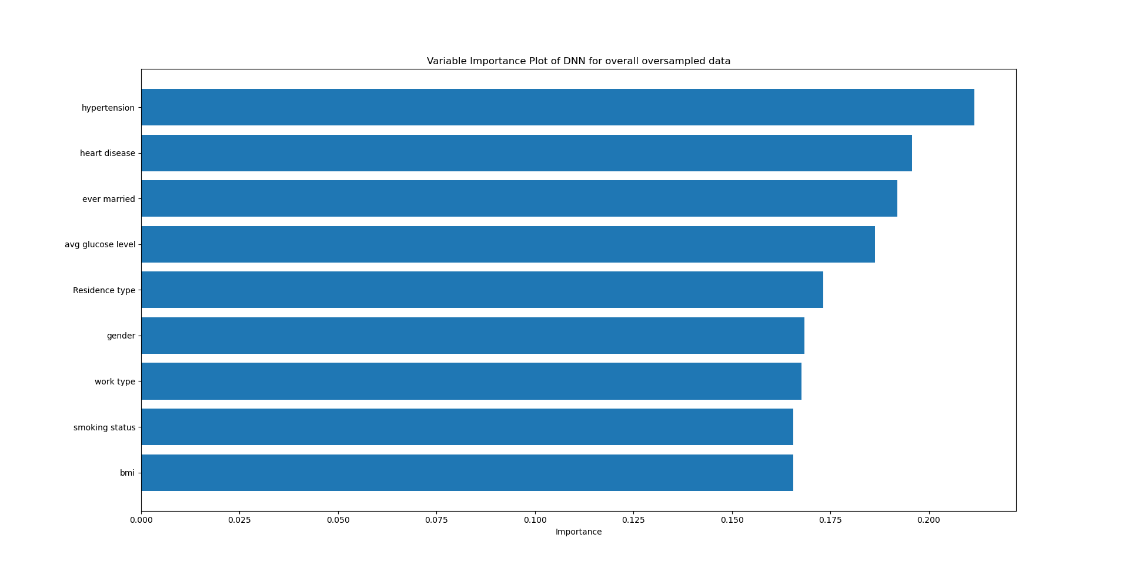 Variable Importance Plot of DNN for overall oversampled data
hypertension
heart disease
ever married
avg glucose level
Residence type
gender
work type
smoking status
bmi
0.000 0.025 0.050 0.075 0.100 0.125 0.150 0.175 0.200
Importance